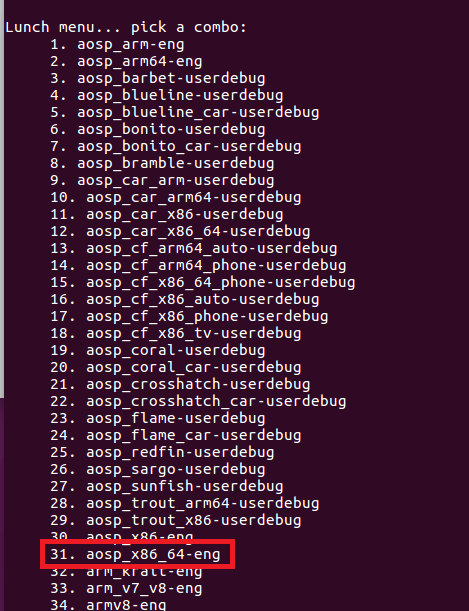 Lunch menu... pick a combo:
1. aosp_arm-eng
2. aosp_arm64-eng
3. aosp_barbet-userdebug
4. aosp_blueline-userdebug
5. aosp_blueline_car-userdebug
6. aosp_bonito-userdebug
7. aosp_bonito_car-userdebug
8. aosp_bramble-userdebug
9. aosp_car_arm-userdebug
10. aosp_car_arm64-userdebug
11. aosp_car_x86-userdebug
12. aosp_car_x86_64-userdebug
13. aosp_cf_arm64_auto-userdebug
14. aosp_cf_arm64_phone-userdebug
15. aosp_cf_x86_64_phone-userdebug
16. aosp_cf_x86_auto-userdebug
17. aosp_cf_x86_phone-userdebug
18. aosp_cf_x86_tv-userdebug
19. aosp_coral-userdebug
20. aosp_coral_car-userdebug
21. aosp_crosshatch-userdebug
22. aosp_crosshatch_car-userdebug
23. aosp_flame-userdebug
24. aosp_flame_car-userdebug
25. aosp_redfin-userdebug
26. aosp_sargo-userdebug
27. aosp_sunfish-userdebug
28. aosp_trout_arm64-userdebug
29. aosp_trout_x86-userdebug
30. aosp_x86-eng
31. aosp_x86_64-eng
32. arm_krait-eng
33. arm_v7_v8-eng
34. armv8-eng